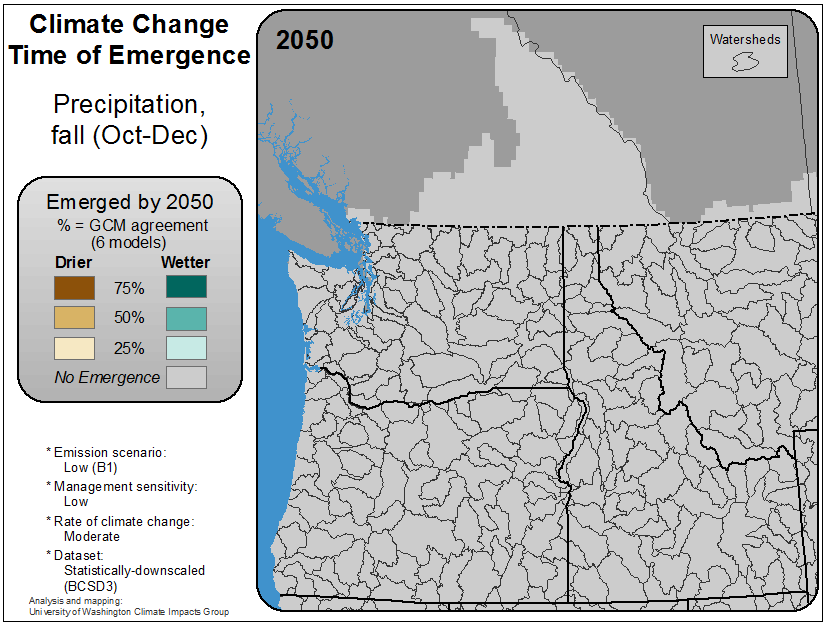 Climate Change
Time of Emergence
Precipitation,
fall (Oct-Dec)
Emerged by 2050
% = GCM agreement
(6 models)
Drier Wetter
75%
50%
25%
No Emergence
* Emission scenario:
Low (B1)
* Management sensitivity:
Low
* Rate of climate change:
Moderate
* Dataset:
Statistically-downscaled
(BCSD3)
Analysis and mapping:
University of Washington Climate Impacts Group
2050
Watersheds